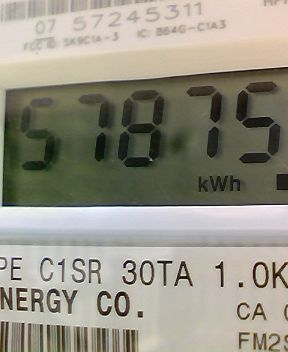 07 57245311
FCC ID: SK9C1A-3 IC: 864G-C1A3
57875
kWh
PE C1SR 30TA 1.0K
NERGY CO.
CA
FM2S